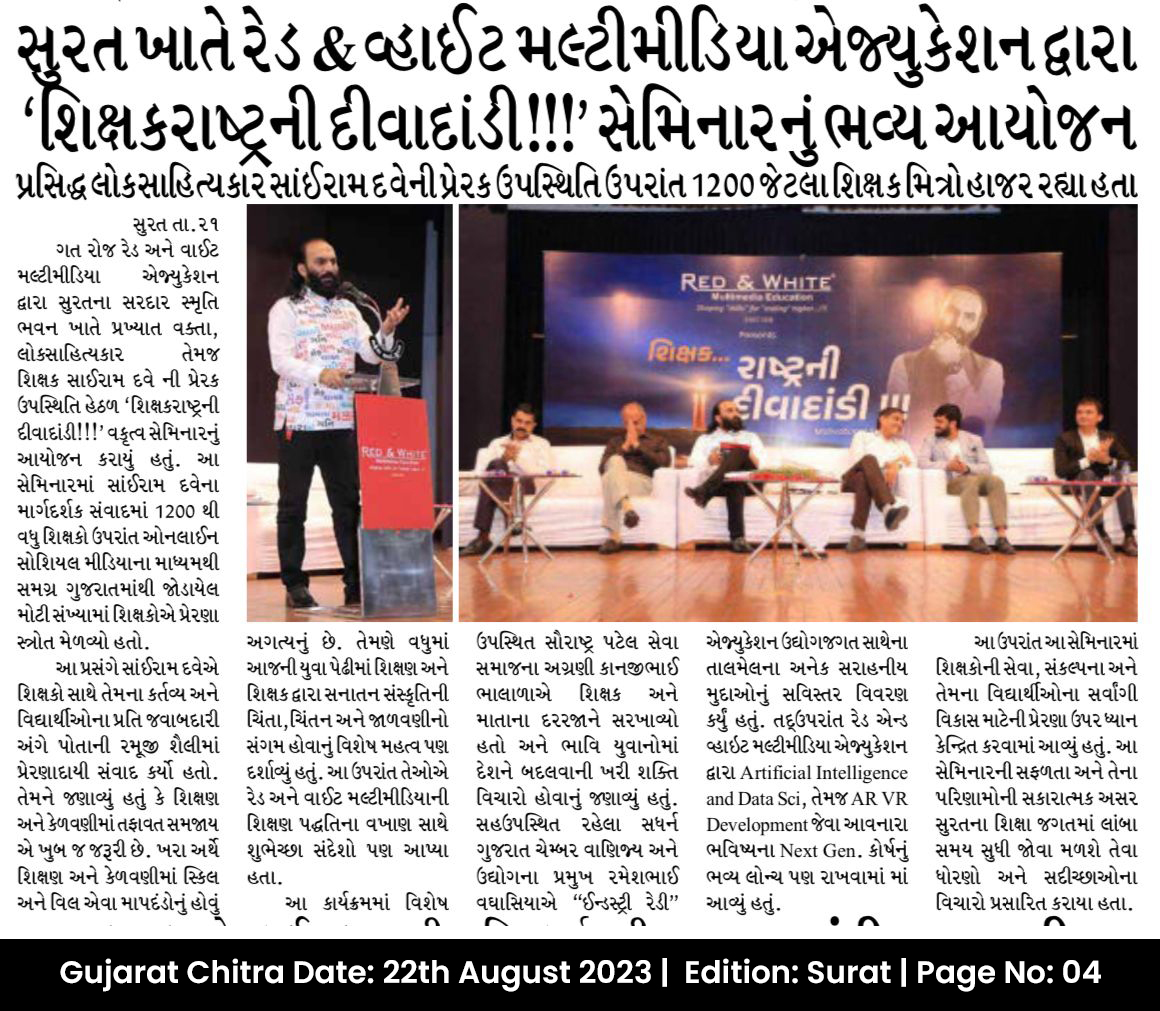 સુરત ખાતે રેડ & વ્હાઈટ મલ્ટીમીડિયા એજ્યુકેશન દ્વારા
‘શિક્ષકરાષ્ટ્રની દીવાદાંડી!!!’ સેમિનારનું ભવ્ય આયોજન
પ્રસિદ્ધ લોકસાહિત્યકાર સાંઈરામ દવેની પ્રેરક ઉપસ્થિતિ ઉપરાંત 1200 જેટલા શિક્ષક મિત્રો હાજર રહ્યા હતા
સુરત તા.૨૧
ગત રોજ રેડ અને વાઈટ
મલ્ટીમીડિયા એજ્યુકેશન
દ્વારા સુરતના સરદાર સ્મૃતિ
ભવન ખાતે પ્રખ્યાત વક્તા,
લોકસાહિત્યકાર તેમજ
શિક્ષક સાઈરામ દવે ની પ્રેરક
ઉપસ્થિતિ હેઠળ ‘શિક્ષકરાષ્ટ્રની
દીવાદાંડી!!!’ વકૃત્વ સેમિનારનું
આયોજન કરાયું હતું. આ
સેમિનારમાં સાંઈરામ દવેના
માર્ગદર્શક સંવાદમાં 1200 થી
વધુ શિક્ષકો ઉપરાંત ઓનલાઈન
સોશિયલ મીડિયાના માધ્યમથી
સમગ્ર ગુજરાતમાંથી જોડાયેલ
મોટી સંખ્યામાં શિક્ષકોએ પ્રેરણા
સ્ત્રોત મેળવ્યો હતો.
આ પ્રસંગે સાંઈરામ દવેએ
શિક્ષકો સાથે તેમના કર્તવ્ય અને
વિદ્યાર્થીઓના પ્રતિ જવાબદારી
અંગે પોતાની રમૂજી શૈલીમાં
પ્રેરણાદાયી સંવાદ કર્યો હતો.
તેમને જણાવ્યું હતું કે શિક્ષણ
અને કેળવણીમાં તફાવત સમજાય
એ ખુબ જ જરૂરી છે. ખરા અર્થે
શિક્ષણ અને કેળવણીમાં સ્કિલ
અને વિલ એવા માપદંડોનું હોવું
અગત્યનું છે. તેમણે વધુમાં
આજની યુવા પેઢીમાં શિક્ષણ અને
શિક્ષક દ્વારા સનાતન સંસ્કૃતિની
ચિંતા,ચિંતન અને જાળવણીનો
સંગમ હોવાનું વિશેષ મહત્વ પણ
દર્શાવ્યું હતું. આ ઉપરાંત તેઓએ
રેડ અને વાઈટ મલ્ટીમીડિયાની
શિક્ષણ પદ્ધતિના વખાણ સાથે
શુભેચ્છા સંદેશો પણ આપ્યા
હતા.
આ કાર્યક્રમમાં વિશેષ
ઉપસ્થિત સૌરાષ્ટ્ર પટેલ સેવા
સમાજના અગ્રણી કાનજીભાઈ
ભાલાળાએ શિક્ષક અને
માતાના દરરજાને સરખાવ્યો
હતો અને ભાવિ યુવાનોમાં
દેશને બદલવાની ખરી શક્તિ
વિચારો હોવાનું જણાવ્યું હતું.
સહઉપસ્થિત રહેલા સધર્ન
ગુજરાત ચેમ્બર વાણિજ્ય અને
ઉદ્યોગના પ્રમુખ રમેશભાઈ
વઘાસિયાએ “ઈન્ડસ્ટ્રી રેડી”
એજ્યુકેશન ઉદ્યોગજગત સાથેના
તાલમેલના અનેક સરાહનીય
મુદાઓનું સવિસ્તર વિવરણ
કર્યું હતું. તદ્ઉપરાંત રેડ એન્ડ
વ્હાઇટ મલ્ટીમીડિયા એજ્યુકેશન
દ્વારા Artificial Intelligence
and Data Sci, તેમજ AR VR
Development જેવા આવનારા
ભવિષ્યના Next Gen. કોર્ષનું
ભવ્ય લોન્ચ પણ રાખવામાં માં
આવ્યું હતું.
આ ઉપરાંત આ સેમિનારમાં
શિક્ષકોની સેવા, સંકલ્પના અને
તેમના વિદ્યાર્થીઓના સર્વાંગી
વિકાસ માટેની પ્રેરણા ઉપર ધ્યાન
કેન્દ્રિત કરવામાં આવ્યું હતું. આ
સેમિનારની સફળતા અને તેના
પરિણામોની સકારાત્મક અસર
સુરતના શિક્ષા જગતમાં લાંબા
સમય સુધી જોવા મળશે તેવા
ધોરણો અને સદીચ્છાઓના
વિચારો પ્રસારિત કરાયા હતા.
RED & WHITE
RED & WHITE
Multimedia Education
Shaping "skills" for "scaling" higher...!!!
Presents
શિક્ષક...
રાષ્ટ્રની
દીવાદાંડી !!!
Gujarat Chitra Date: 22th August 2023 | Edition: Surat | Page No: 04